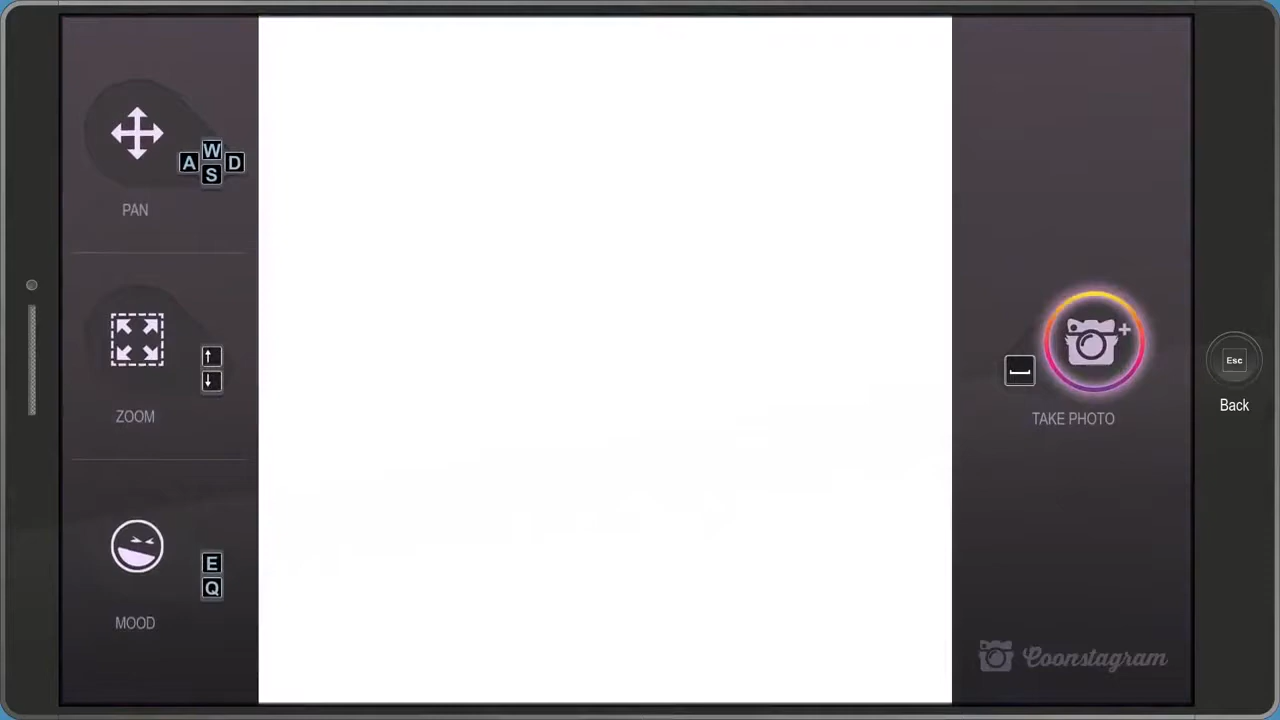 W
A
D
S
PAN
↑
↓
ZOOM
E
Q
MOOD
TAKE PHOTO
Esc
Back
Coonstagram